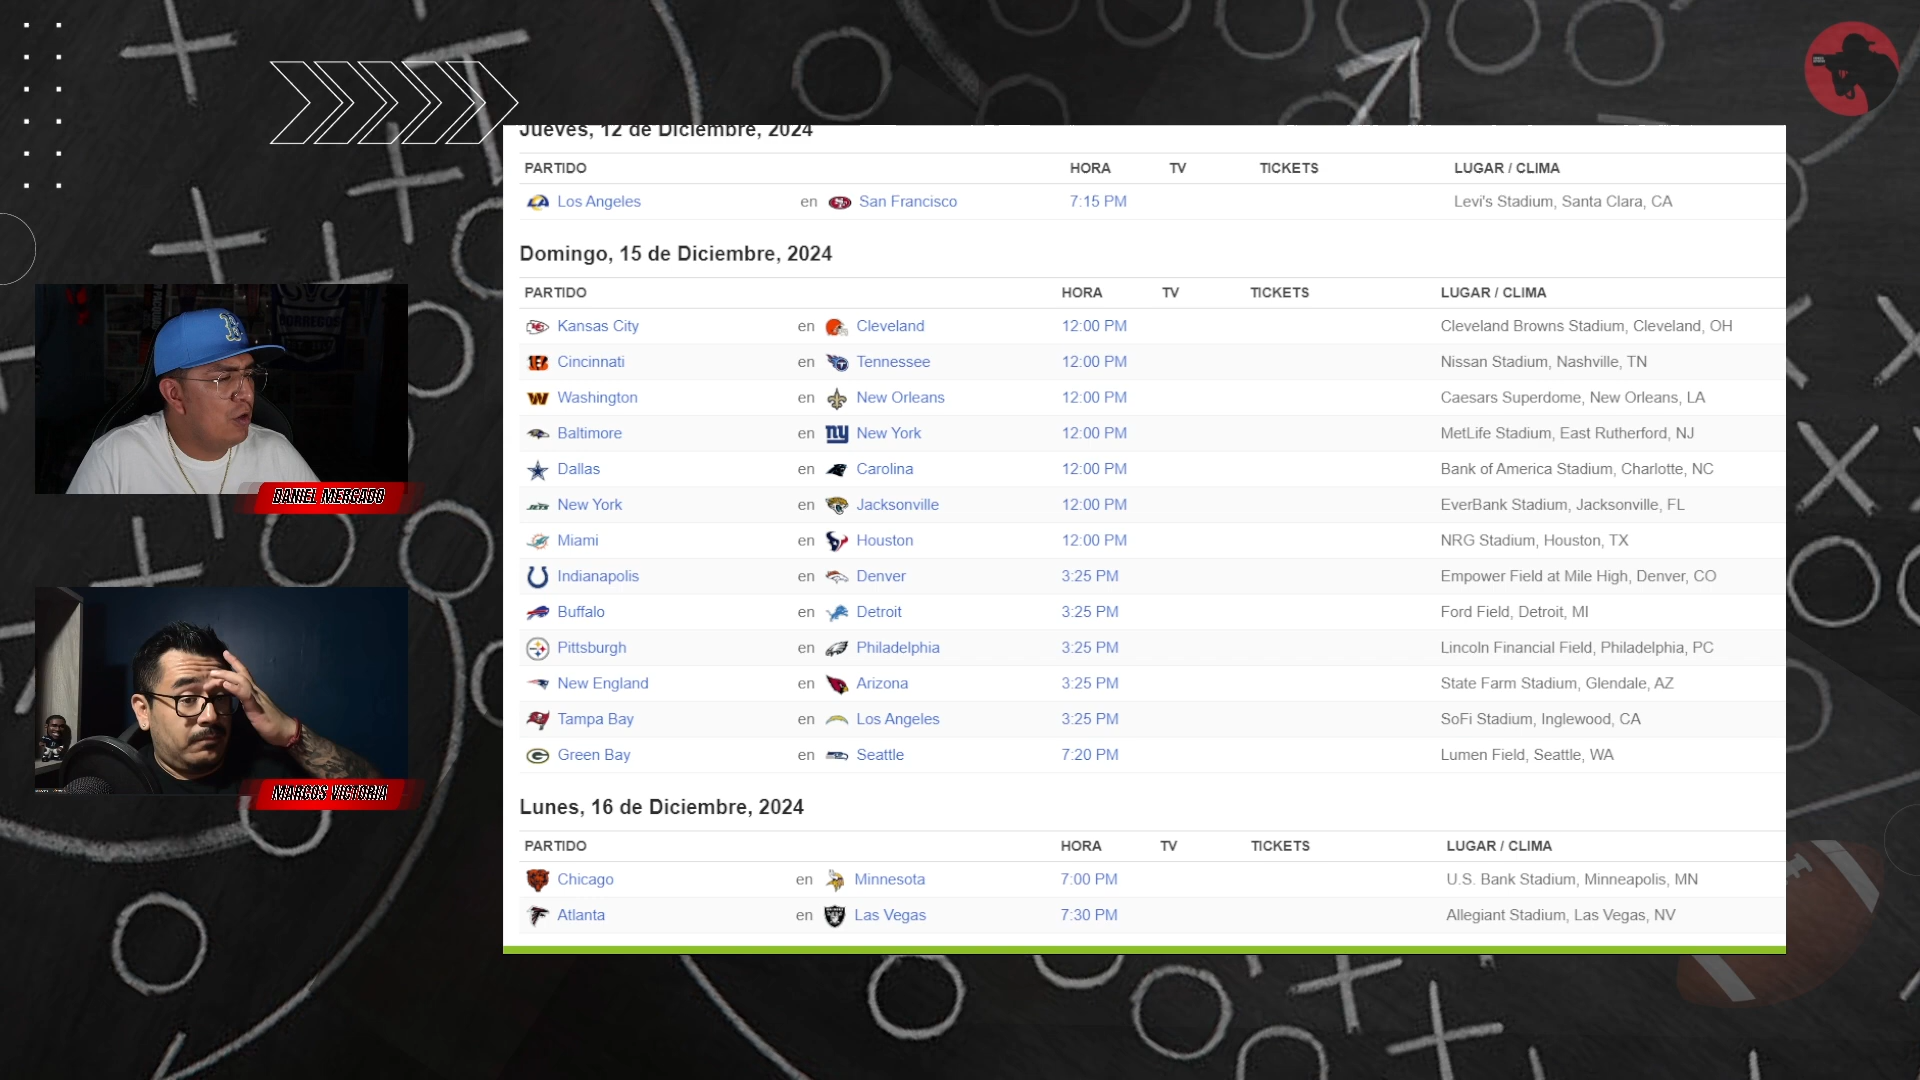 Jueves, 12 de Diciembre, 2024
PARTIDO HORA TV TICKETS LUGAR / CLIMA
Los Angeles en San Francisco 7:15 PM Levi's Stadium, Santa Clara, CA
Domingo, 15 de Diciembre, 2024
PARTIDO HORA TV TICKETS LUGAR / CLIMA
Kansas City en Cleveland 12:00 PM Cleveland Browns Stadium, Cleveland, OH
Cincinnati en Tennessee 12:00 PM Nissan Stadium, Nashville, TN
Washington en New Orleans 12:00 PM Caesars Superdome, New Orleans, LA
Baltimore en ny New York 12:00 PM MetLife Stadium, East Rutherford, NJ
Dallas en Carolina 12:00 PM Bank of America Stadium, Charlotte, NC
JETS New York en Jacksonville 12:00 PM EverBank Stadium, Jacksonville, FL
Miami en Houston 12:00 PM NRG Stadium, Houston, TX
Indianapolis en Denver 3:25 PM Empower Field at Mile High, Denver, CO
Buffalo en Detroit 3:25 PM Ford Field, Detroit, MI
Pittsburgh en Philadelphia 3:25 PM Lincoln Financial Field, Philadelphia, PC
New England en Arizona 3:25 PM State Farm Stadium, Glendale, AZ
Tampa Bay en Los Angeles 3:25 PM SoFi Stadium, Inglewood, CA
Green Bay en Seattle 7:20 PM Lumen Field, Seattle, WA
Lunes, 16 de Diciembre, 2024
PARTIDO HORA TV TICKETS LUGAR / CLIMA
Chicago en Minnesota 7:00 PM U.S. Bank Stadium, Minneapolis, MN
Atlanta en Las Vegas 7:30 PM Allegiant Stadium, Las Vegas, NV
BORREGOS
DANIEL MERCADO
MARCOS VICTORIA